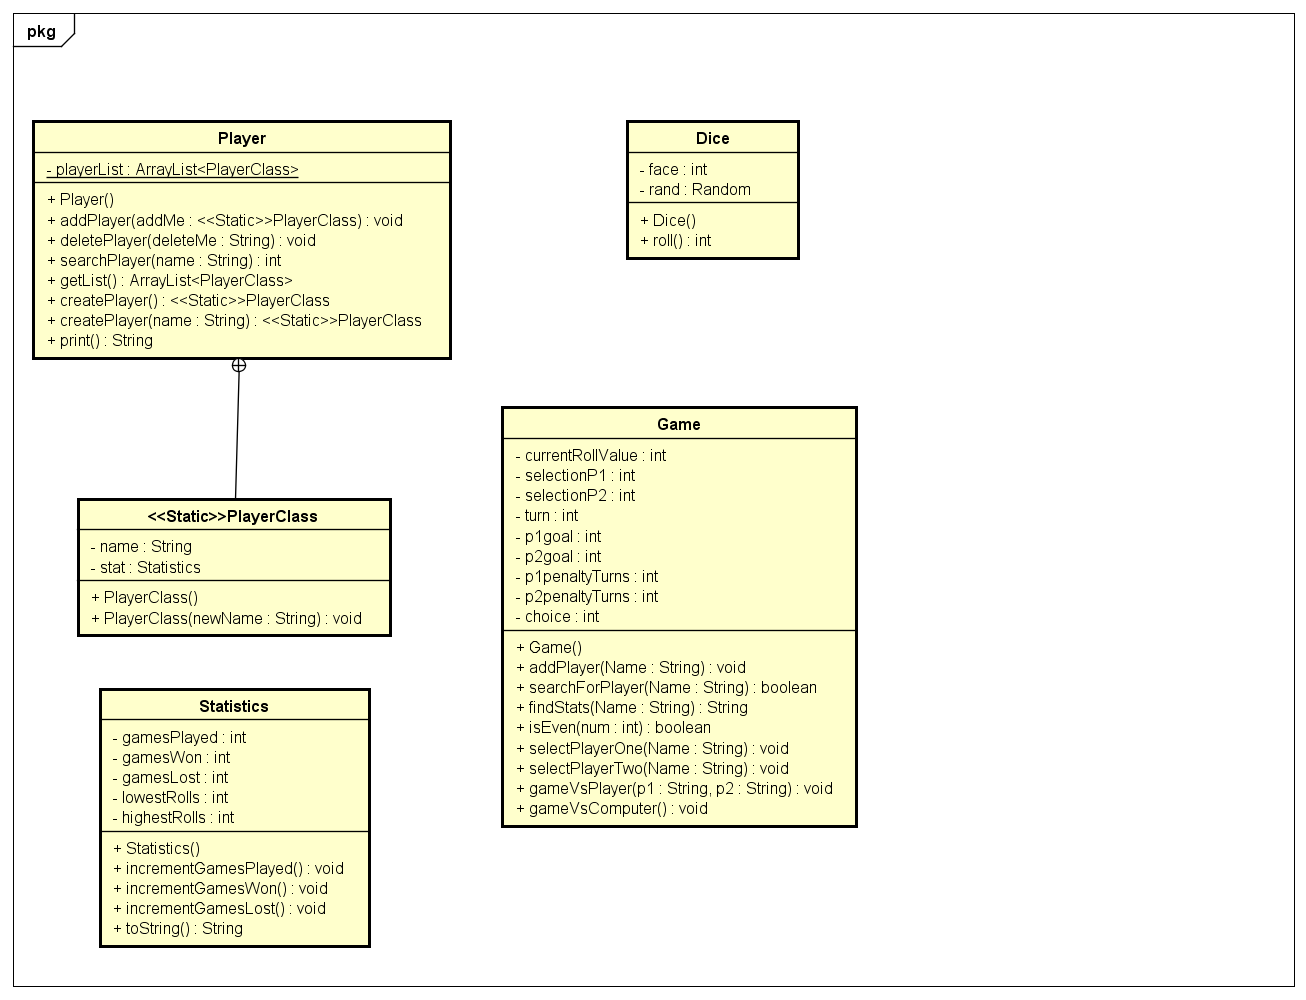 pkg
Player
- playerList : ArrayList<PlayerClass>
+ Player()
+ addPlayer(addMe : <<Static>>PlayerClass) : void
+ deletePlayer(deleteMe : String) : void
+ searchPlayer(name : String) : int
+ getList() : ArrayList<PlayerClass>
+ createPlayer() : <<Static>>PlayerClass
+ createPlayer(name : String) : <<Static>>PlayerClass
+ print() : String
Dice
- face : int
- rand : Random
+ Dice()
+ roll() : int
<<Static>>PlayerClass
- name : String
- stat : Statistics
+ PlayerClass()
+ PlayerClass(newName : String) : void
Game
- currentRollValue : int
- selectionP1 : int
- selectionP2 : int
- turn : int
- p1goal : int
- p2goal : int
- p1penaltyTurns : int
- p2penaltyTurns : int
- choice : int
+ Game()
+ addPlayer(Name : String) : void
+ searchForPlayer(Name : String) : boolean
+ findStats(Name : String) : String
+ isEven(num : int) : boolean
+ selectPlayerOne(Name : String) : void
+ selectPlayerTwo(Name : String) : void
+ gameVsPlayer(p1 : String, p2 : String) : void
+ gameVsComputer() : void
Statistics
- gamesPlayed : int
- gamesWon : int
- gamesLost : int
- lowestRolls : int
- highestRolls : int
+ Statistics()
+ incrementGamesPlayed() : void
+ incrementGamesWon() : void
+ incrementGamesLost() : void
+ toString() : String